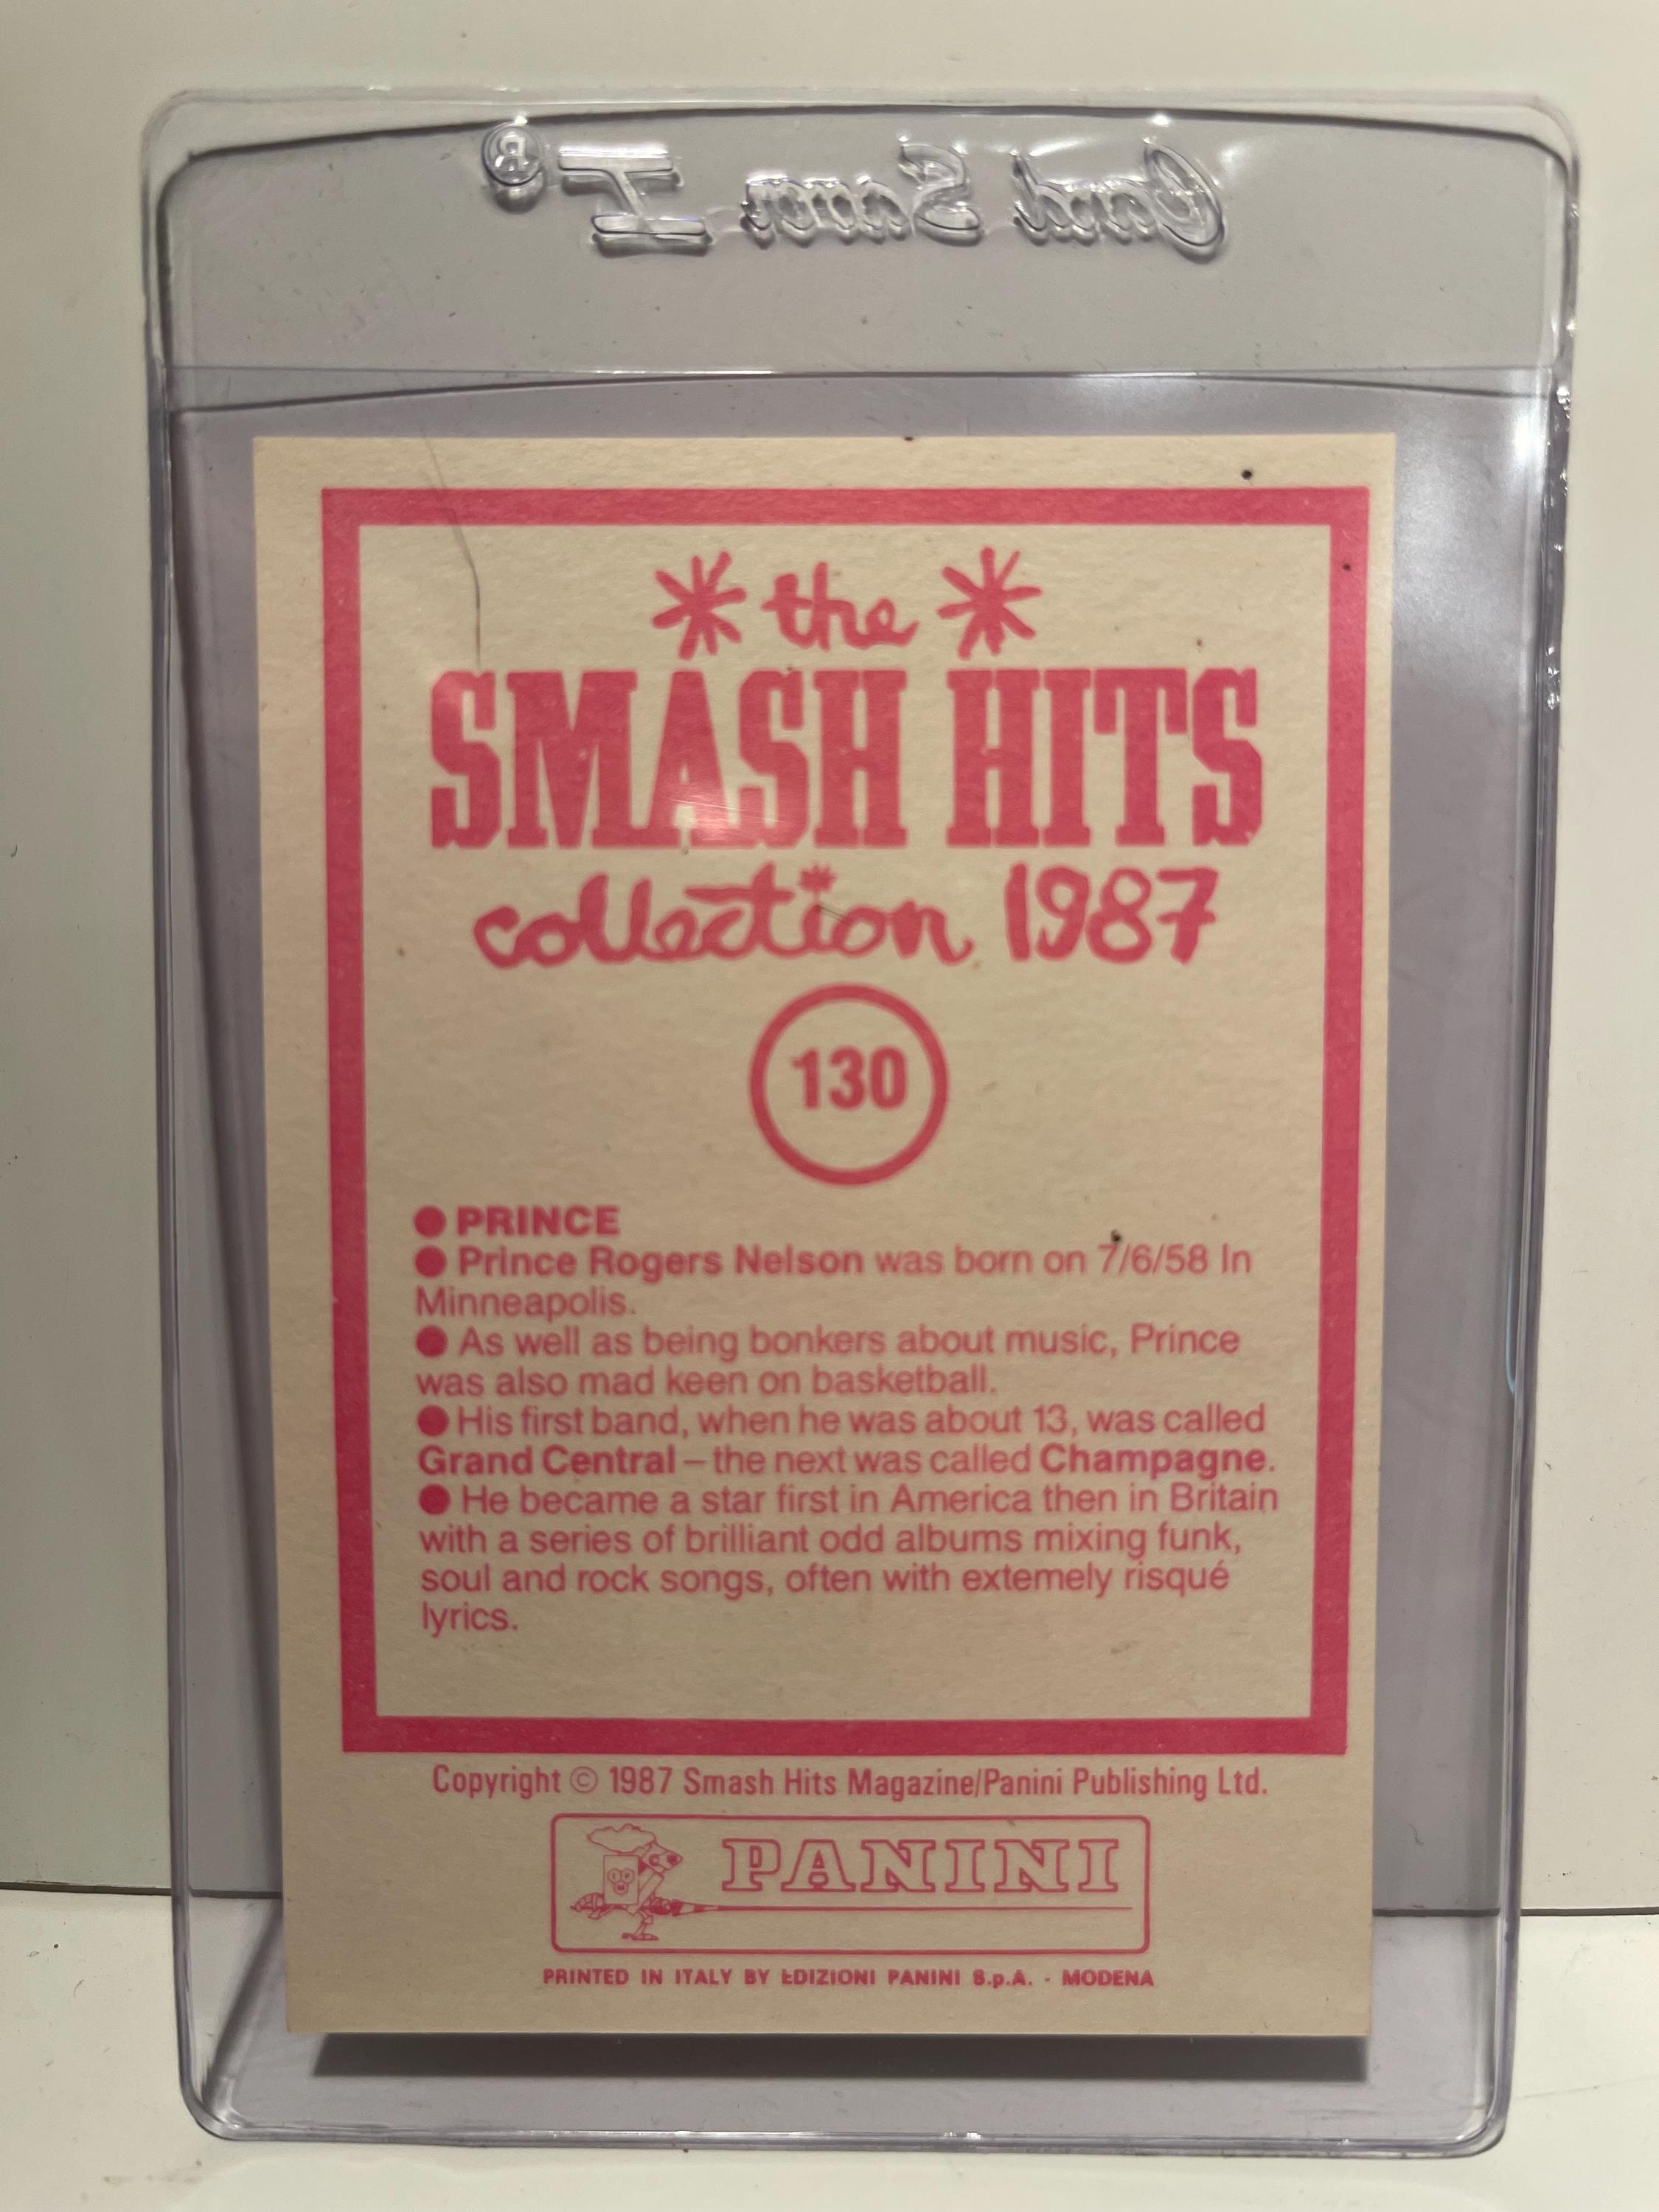 Card Saver I®
the
SMASH HITS
collection 1987
130
● PRINCE
● Prince Rogers Nelson was born on 7/6/58 In
Minneapolis.
● As well as being bonkers about music, Prince
was also mad keen on basketball.
● His first band, when he was about 13, was called
Grand Central – the next was called Champagne.
● He became a star first in America then in Britain
with a series of brilliant odd albums mixing funk,
soul and rock songs, often with extemely risqué
lyrics.
Copyright © 1987 Smash Hits Magazine/Panini Publishing Ltd.
PANINI
PRINTED IN ITALY BY EDIZIONI PANINI S.p.A. - MODENA